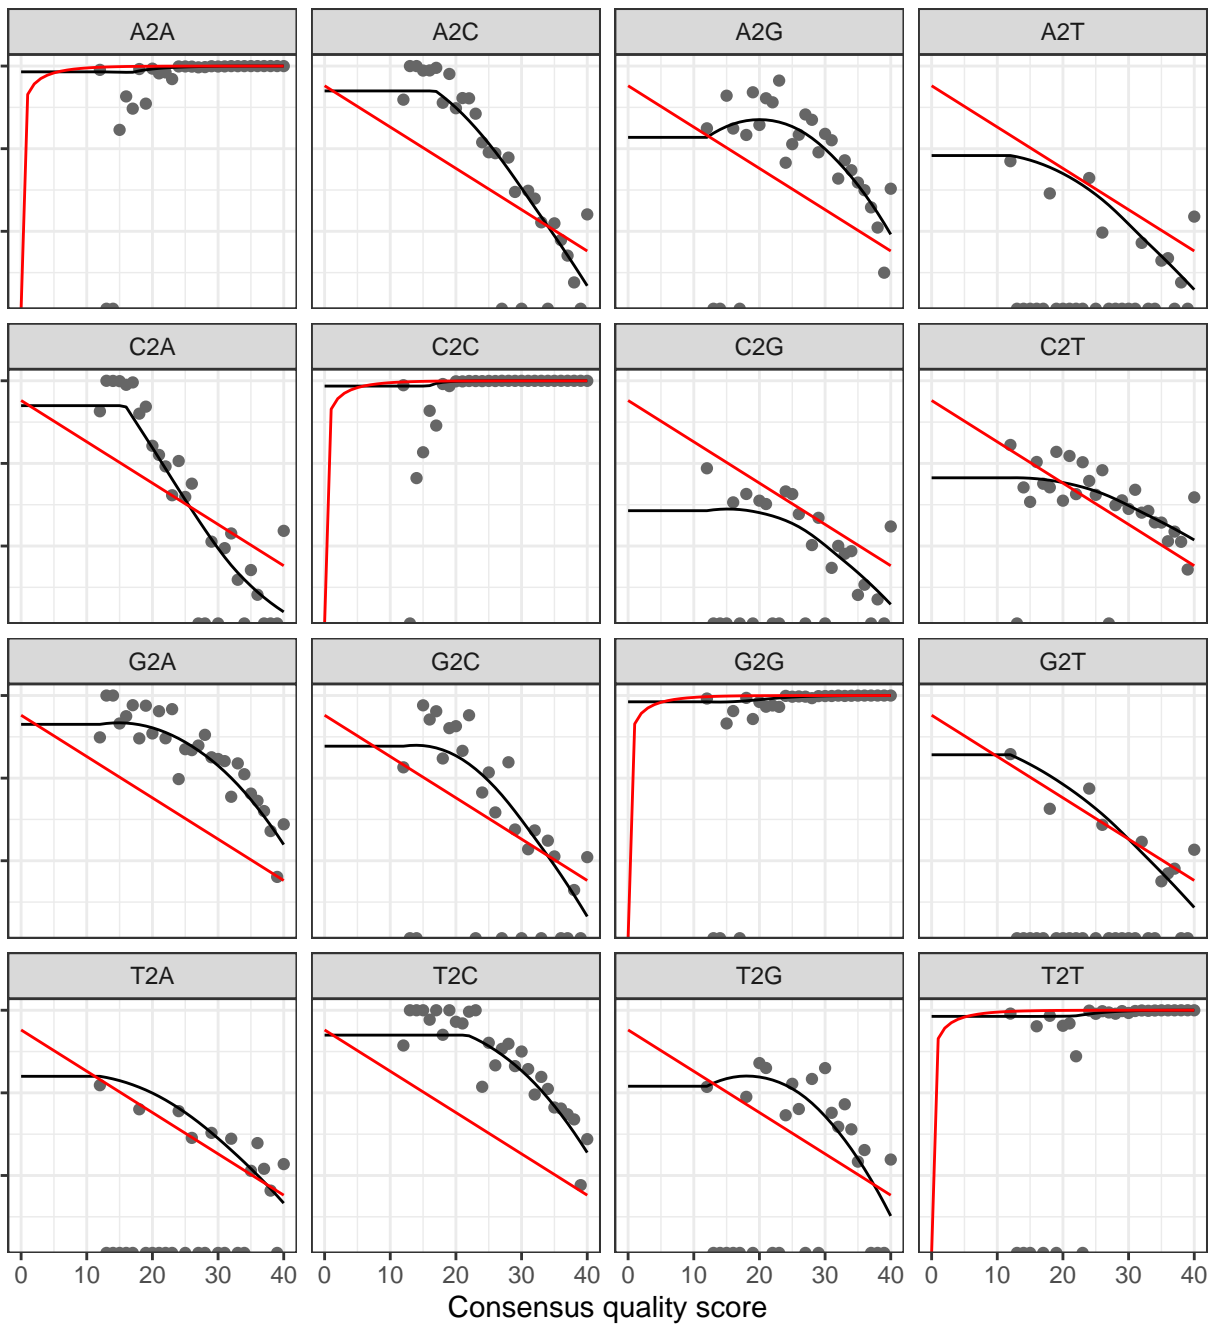 A2A A2C A2G A2T
C2A C2C C2G C2T
G2A G2C G2G G2T
T2A T2C T2G T2T
0 10 20 30 40 0 10 20 30 40 0 10 20 30 40 0 10 20 30 40
Consensus quality score